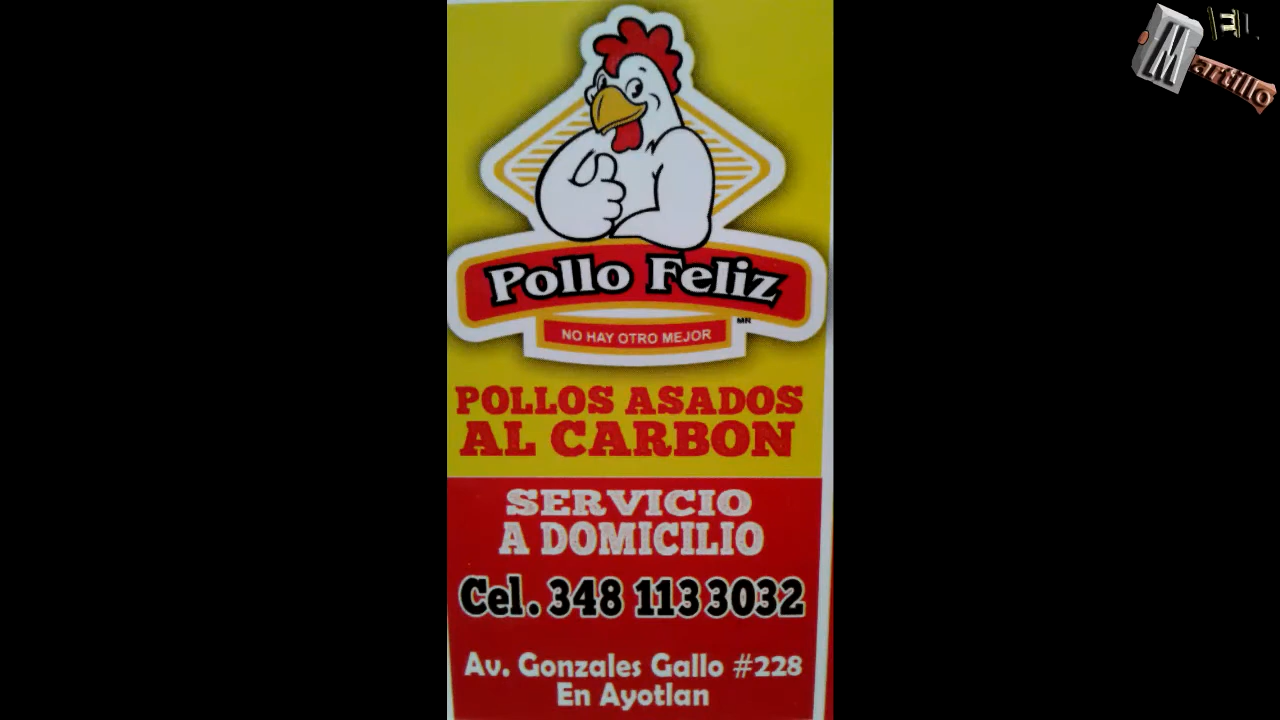 Martillo
Pollo Feliz
MR
NO HAY OTRO MEJOR
POLLOS ASADOS
AL CARBON
SERVICIO
A DOMICILIO
Cel. 348 113 3032
Av. Gonzales Gallo #228
En Ayotlan